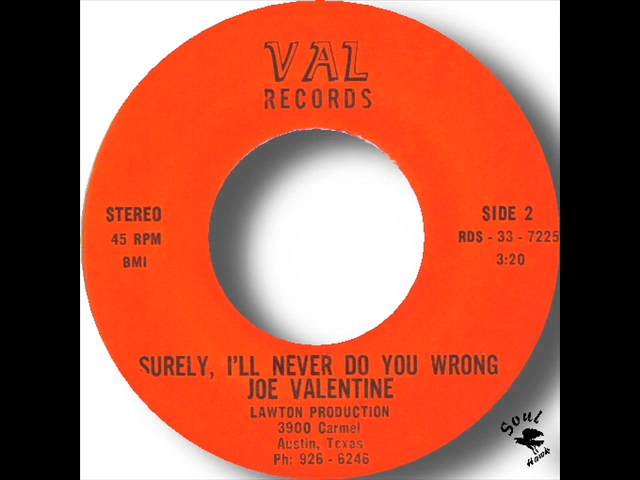 VAL
RECORDS
STEREO
45 RPM
BMI
SIDE 2
RDS - 33 - 7225
3:20
SURELY, I'LL NEVER DO YOU WRONG
JOE VALENTINE
LAWTON PRODUCTION
3900 Carmel
Austin, Texas
Ph: 926 - 6246
Soul
Hawk